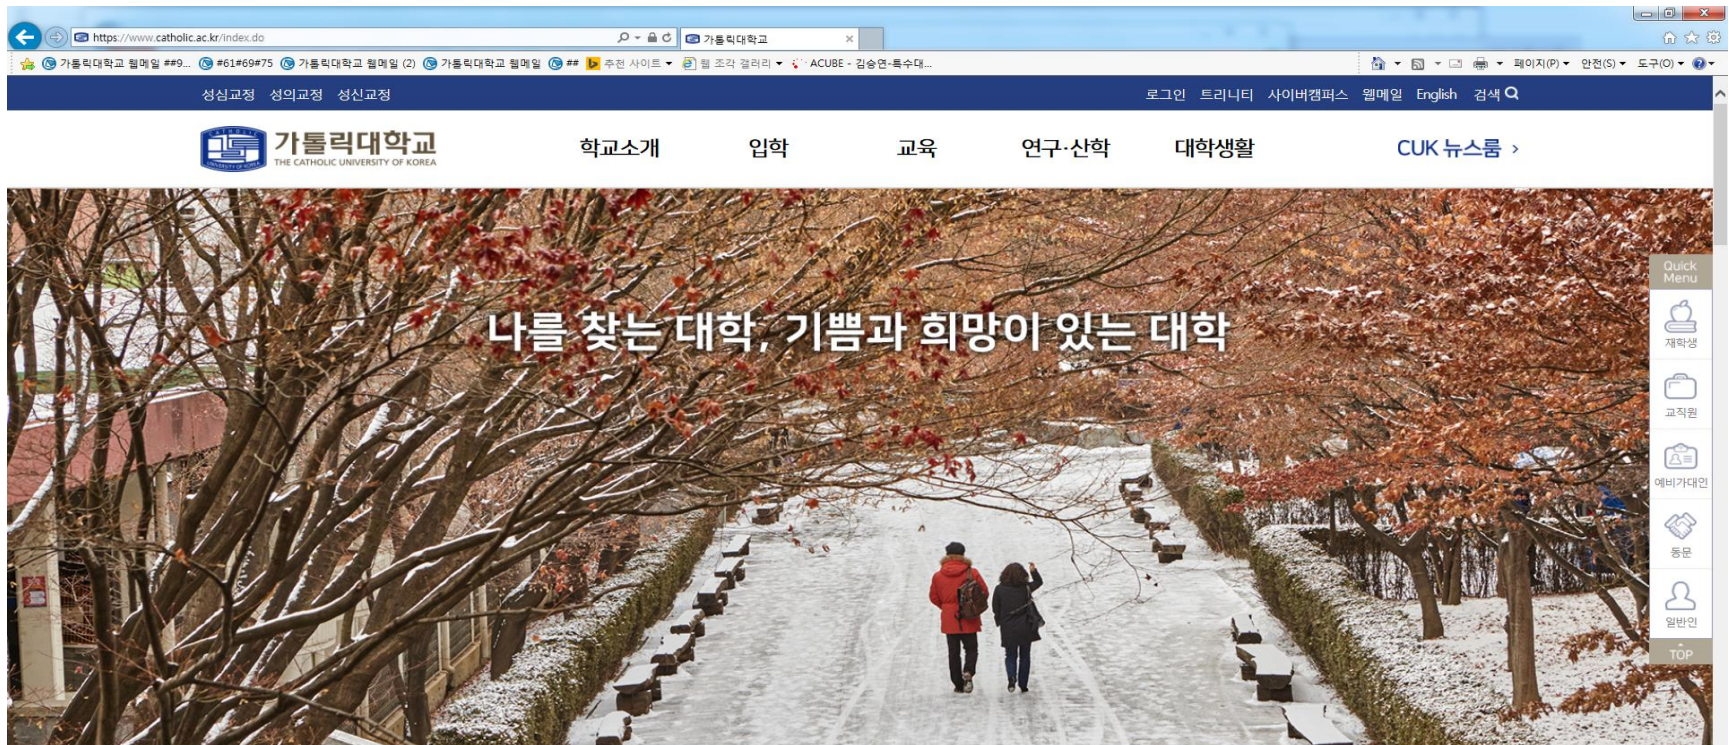 https://www.catholic.ac.kr/index.do
가톨릭대학교
가톨릭대학교 웹메일 ##9... #61#69#75 가톨릭대학교 웹메일 (2) 가톨릭대학교 웹메일 ## 추천 사이트 웹 조각 갤러리 ACUBE - 김승연-특수대...
페이지(P) 안전(S) 도구(O)
성심교정 성의교정 성신교정
로그인 트리니티 사이버캠퍼스 웹메일 English 검색
가톨릭대학교
THE CATHOLIC UNIVERSITY OF KOREA
학교소개 입학 교육 연구·산학 대학생활 CUK 뉴스룸 >
나를 찾는 대학, 기쁨과 희망이 있는 대학
Quick
Menu
재학생
교직원
예비가대인
동문
일반인
TOP